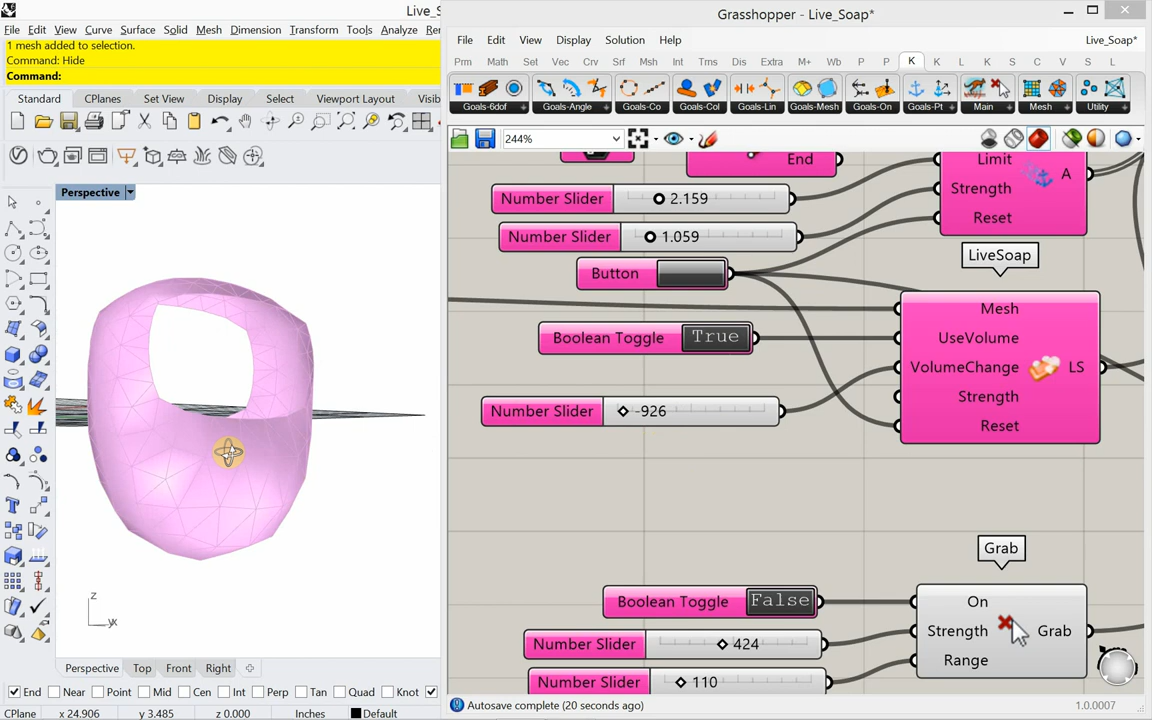 Live_S
File Edit View Curve Surface Solid Mesh Dimension Transform Tools Analyze Rer
1 mesh added to selection.
Command: Hide
Command:
Standard CPlanes Set View Display Select Viewport Layout Visib
Perspective
z
yx
Perspective Top Front Right
End Near Point Mid Cen Int Perp Tan Quad Knot
CPlane x 24.906 y 3.485 z 0.000 Inches Default
Grasshopper - Live_Soap*
File Edit View Display Solution Help Live_Soap*
Prm Math Set Vec Crv Srf Msh Int Trns Dis Extra M+ Wb P P K K L K S C V S L
Goals-6dof Goals-Angle Goals-Co Goals-Col Goals-Lin Goals-Mesh Goals-On Goals-Pt Main Mesh Utility
244%
End
Limit
Strength
Reset
A
Number Slider 2.159
Number Slider 1.059
Button
LiveSoap
Mesh
UseVolume
VolumeChange
Strength
Reset
LS
Boolean Toggle True
Number Slider -926
Grab
Boolean Toggle False
Number Slider 424
Number Slider 110
On
Strength
Range
Grab
Autosave complete (20 seconds ago)
1.0.0007